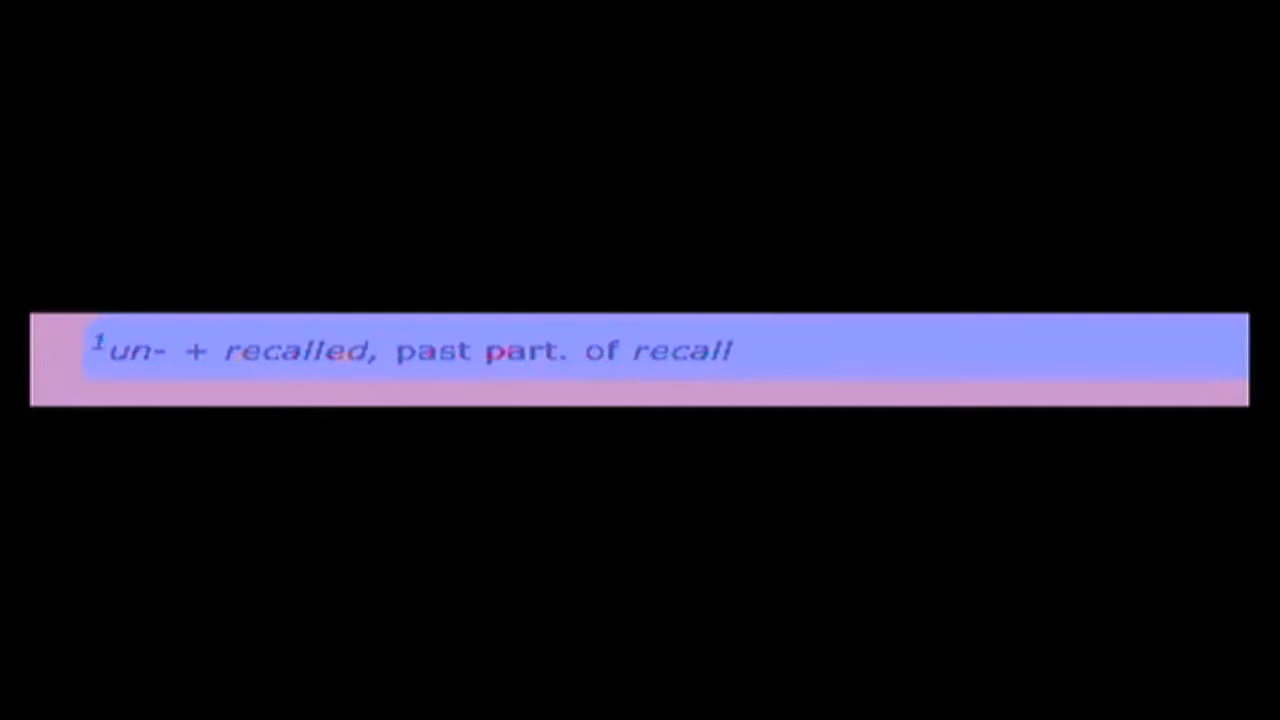 ¹un- + recalled, past part. of recall